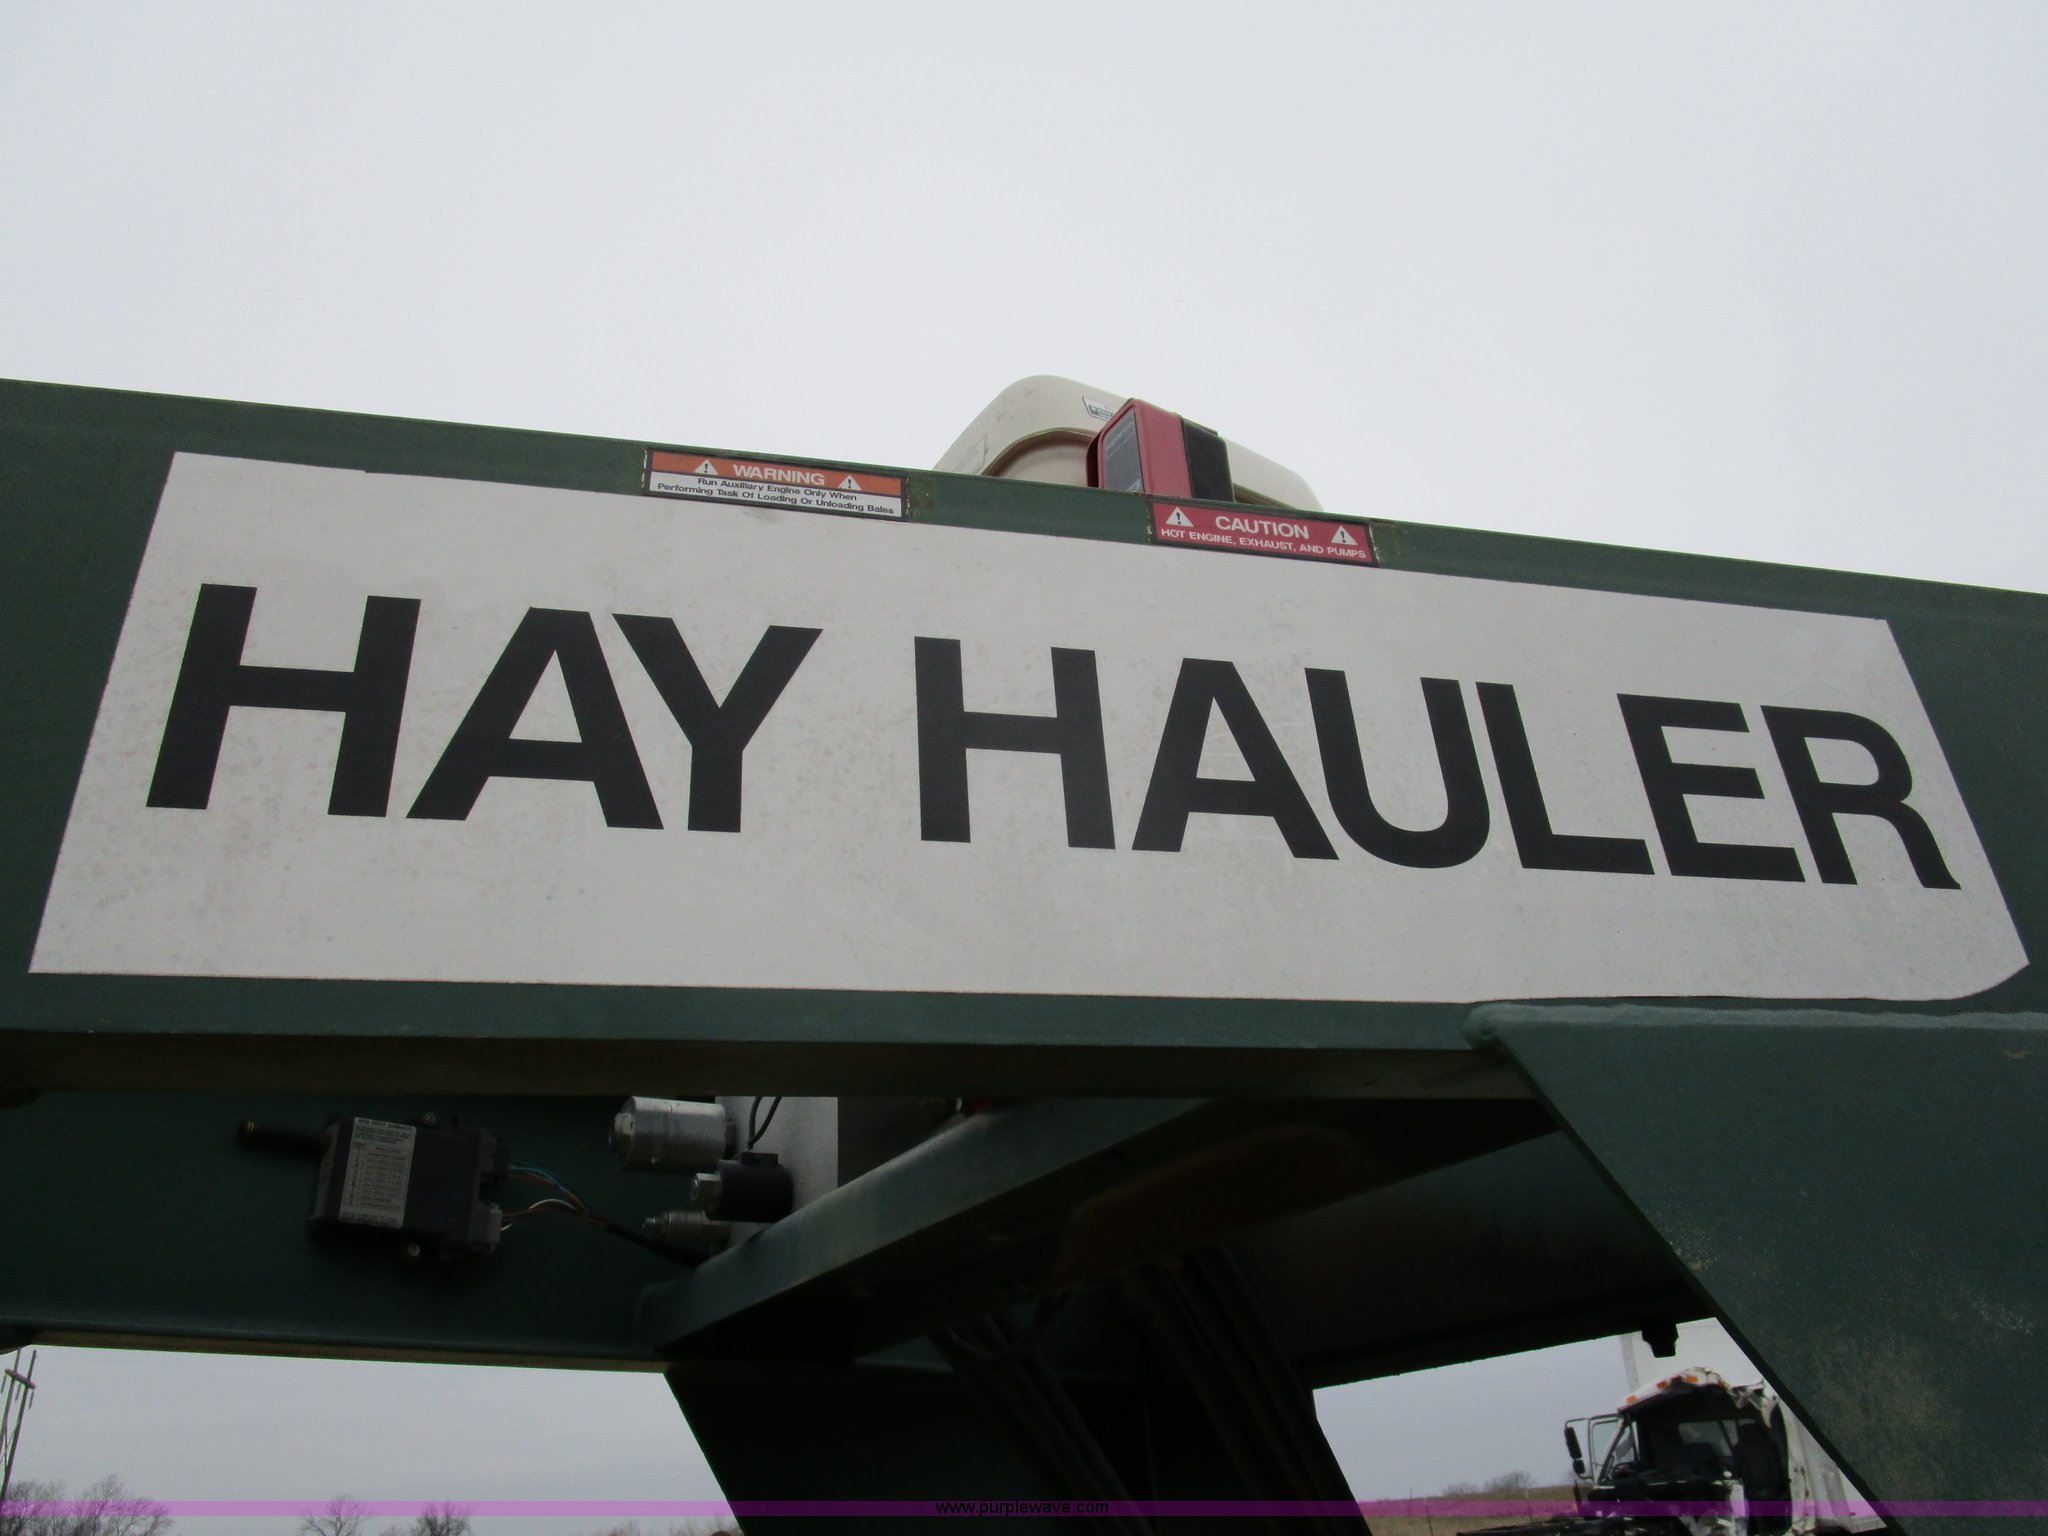 WARNING
Run Auxiliary Engine Only When
Performing Task Of Loading Or Unloading Bales
HONDA
CAUTION
HOT ENGINE, EXHAUST, AND PUMPS
HAY HAULER
www.purplewave.com